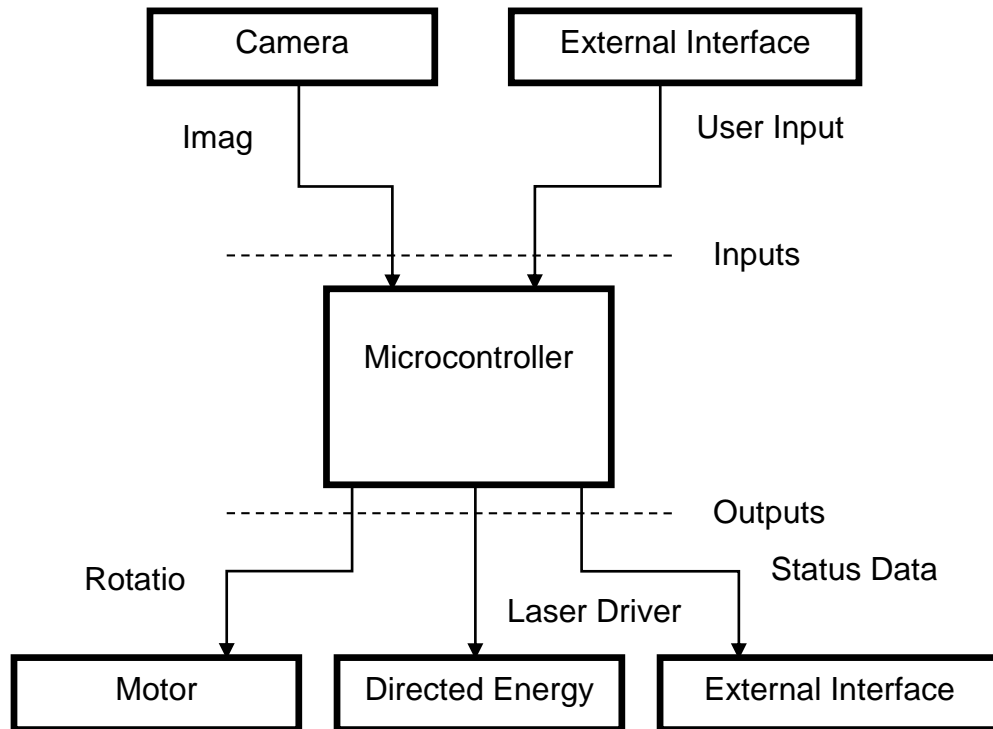 Camera
External Interface
Imag
User Input
Inputs
Microcontroller
Outputs
Rotatio
Status Data
Laser Driver
Motor
Directed Energy
External Interface